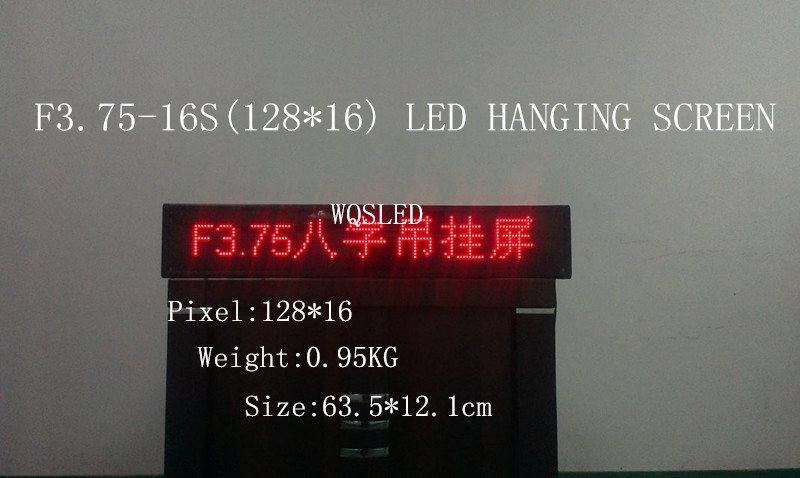 F3.75-16S(128*16) LED HANGING SCREEN
WQSLED
F3.75八字吊挂屏
Pixel:128*16
Weight:0.95KG
Size:63.5*12.1cm